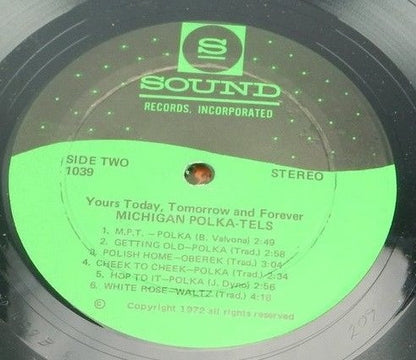 S
SOUND
RECORDS, INCORPORATED
SIDE TWO
1039
STEREO
Yours Today, Tomorrow and Forever
MICHIGAN POLKA-TELS
1. M.P.T. — POLKA (B. Valvona) 2:49
2. GETTING OLD—POLKA (Trad.) 2:58
3. POLISH HOME—OBEREK (Trad.) 3:04
4. CHEEK TO CHEEK—POLKA (Trad.) 2:34
5. HOP TO IT—POLKA (J. Dyno) 2:56
6. WHITE ROSE—WALTZ (Trad.) 4:18
© Copyright 1972 all rights reserved